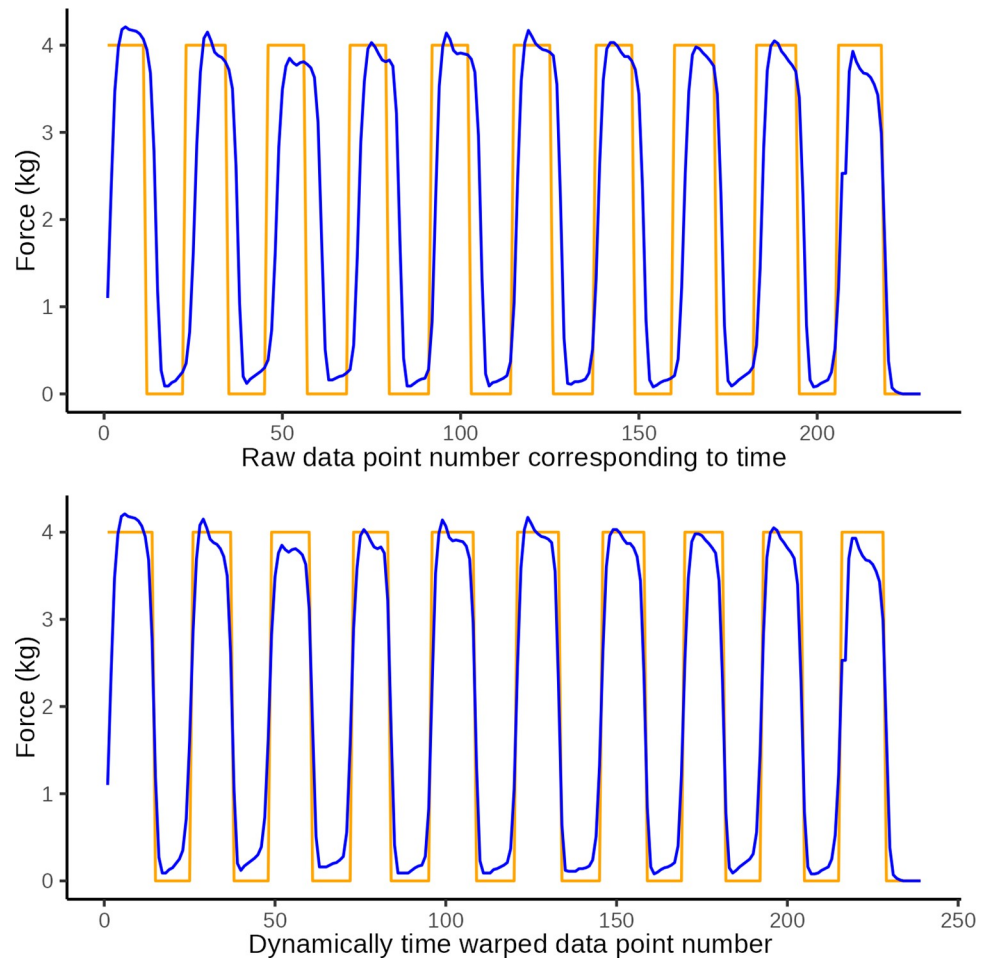 4
3
2
1
0
Force (kg)
0 50 100 150 200
Raw data point number corresponding to time
4
3
2
1
0
Force (kg)
0 50 100 150 200 250
Dynamically time warped data point number